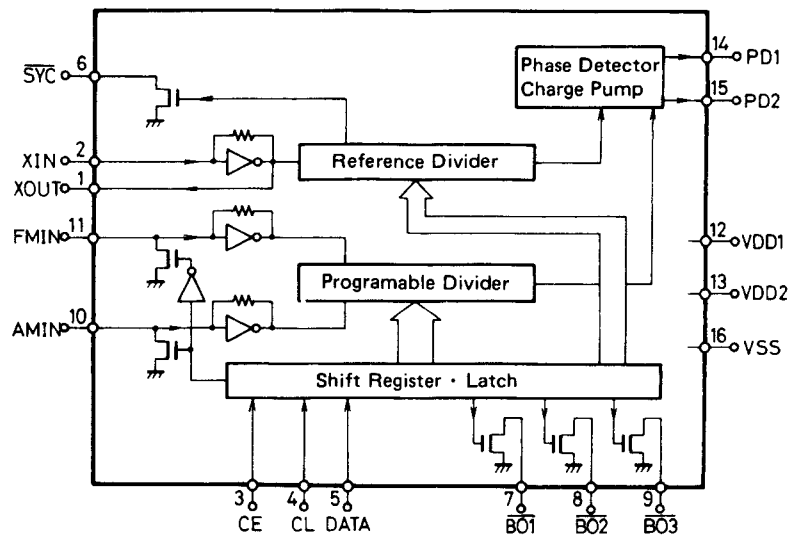 6
SYC
14
PD1
Phase Detector
Charge Pump
15
PD2
2
XIN
Reference Divider
1
XOUT
11
FMIN
12
VDD1
Programable Divider
13
VDD2
10
AMIN
16
VSS
Shift Register · Latch
3
4
5
7
8
9
CE
CL
DATA
BO1
BO2
BO3